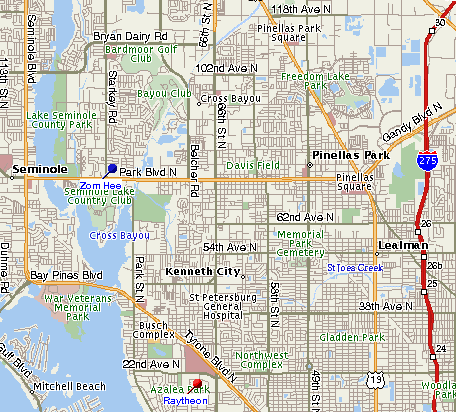 118th Ave N
30
Bryan Dairy Rd
66th St N
Pinellas Park
Square
Bardmoor Golf
Club
102nd Ave N
Seminole Blvd
113th St N
Starkey Rd
Freedom Lake
Park
Bayou Club
Cross Bayou
Gandy Blvd N
Lake Seminole
County Park
66th St N
Belcher Rd
Pinellas Park
275
Davis Field
Seminole
Park Blvd N
Zom Hee
Pinellas
Square
Seminole Lake
Country Club
62nd Ave N
26
Cross Bayou
Memorial
Park
Cemetery
Lealman
54th Ave N
Duhme Rd
Park St N
St Joes Creek
26b
Bay Pines Blvd
Kenneth City
25
War Veterans
Memorial
Park
St Petersburg
General
Hospital
58th St N
38th Ave N
Busch
Complex
Tyrone Blvd N
Gladden Park
Gulf Blvd
Northwest
Complex
24
22nd Ave N
49th St N
19
Mitchell Beach
Azalea Park
Raytheon
Woodla
Park